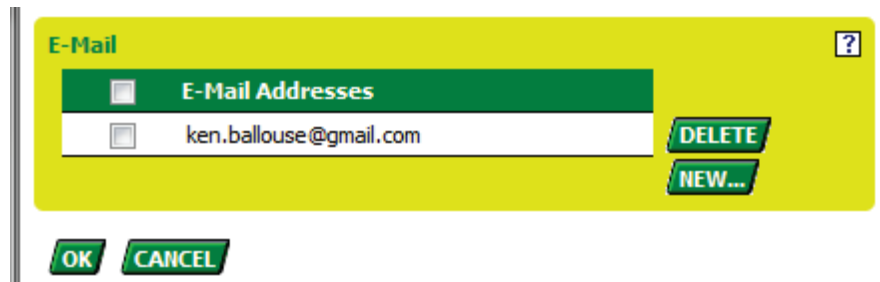 E-Mail
?
E-Mail Addresses
ken.ballouse@gmail.com
DELETE
NEW...
OK
CANCEL